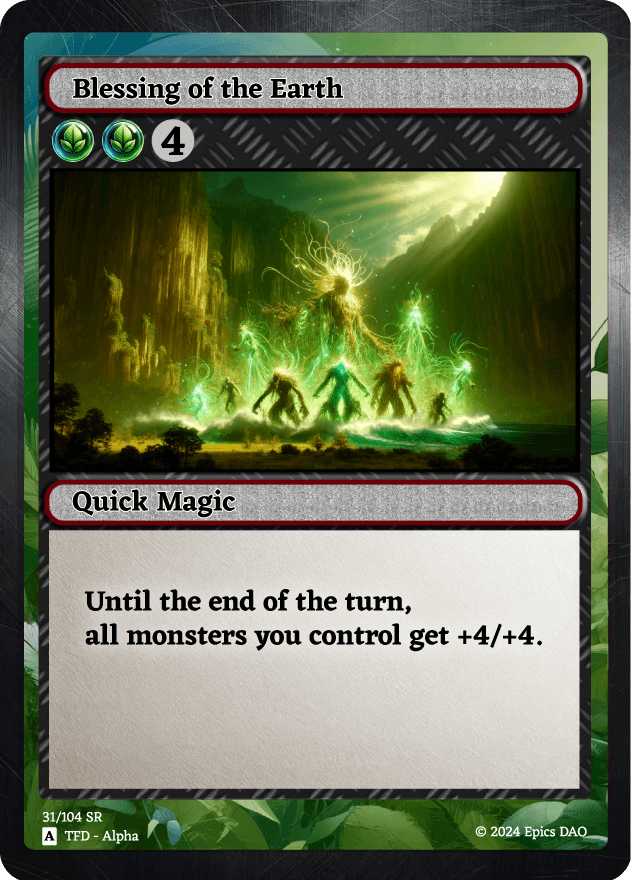 Blessing of the Earth
4
Quick Magic
Until the end of the turn,
all monsters you control get +4/+4.
31/104 SR
A TFD - Alpha
© 2024 Epics DAO